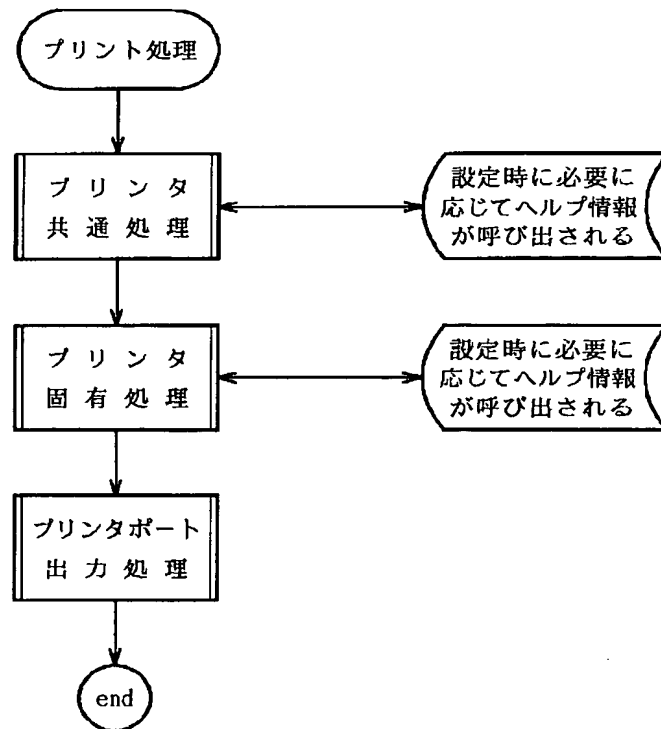 プリント処理
プリンタ
共通処理
設定時に必要に
応じてヘルプ情報
が呼び出される
プリンタ
固有処理
設定時に必要に
応じてヘルプ情報
が呼び出される
プリンタポート
出力処理
end